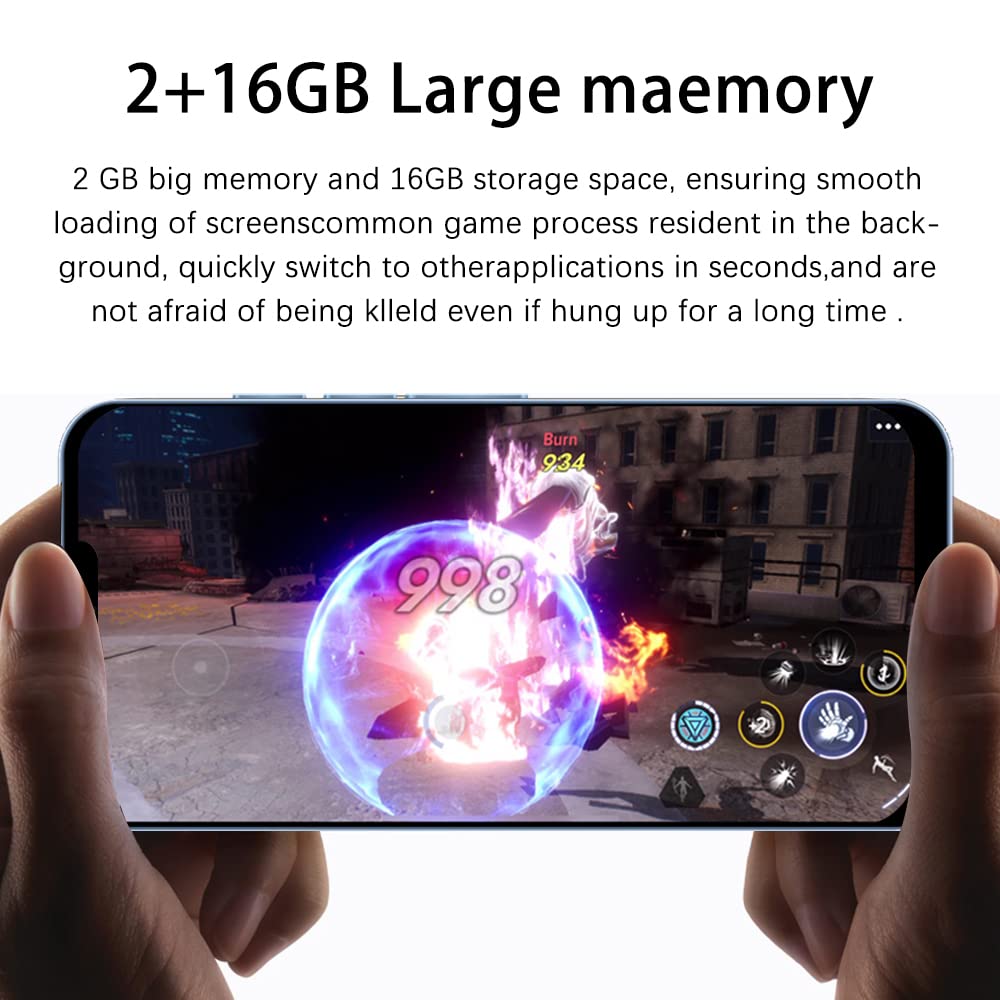 2+16GB Large maemory
2 GB big memory and 16GB storage space, ensuring smooth
loading of screenscommon game process resident in the back-
ground, quickly switch to otherapplications in seconds,and are
not afraid of being klleld even if hung up for a long time .
Burn
934
998